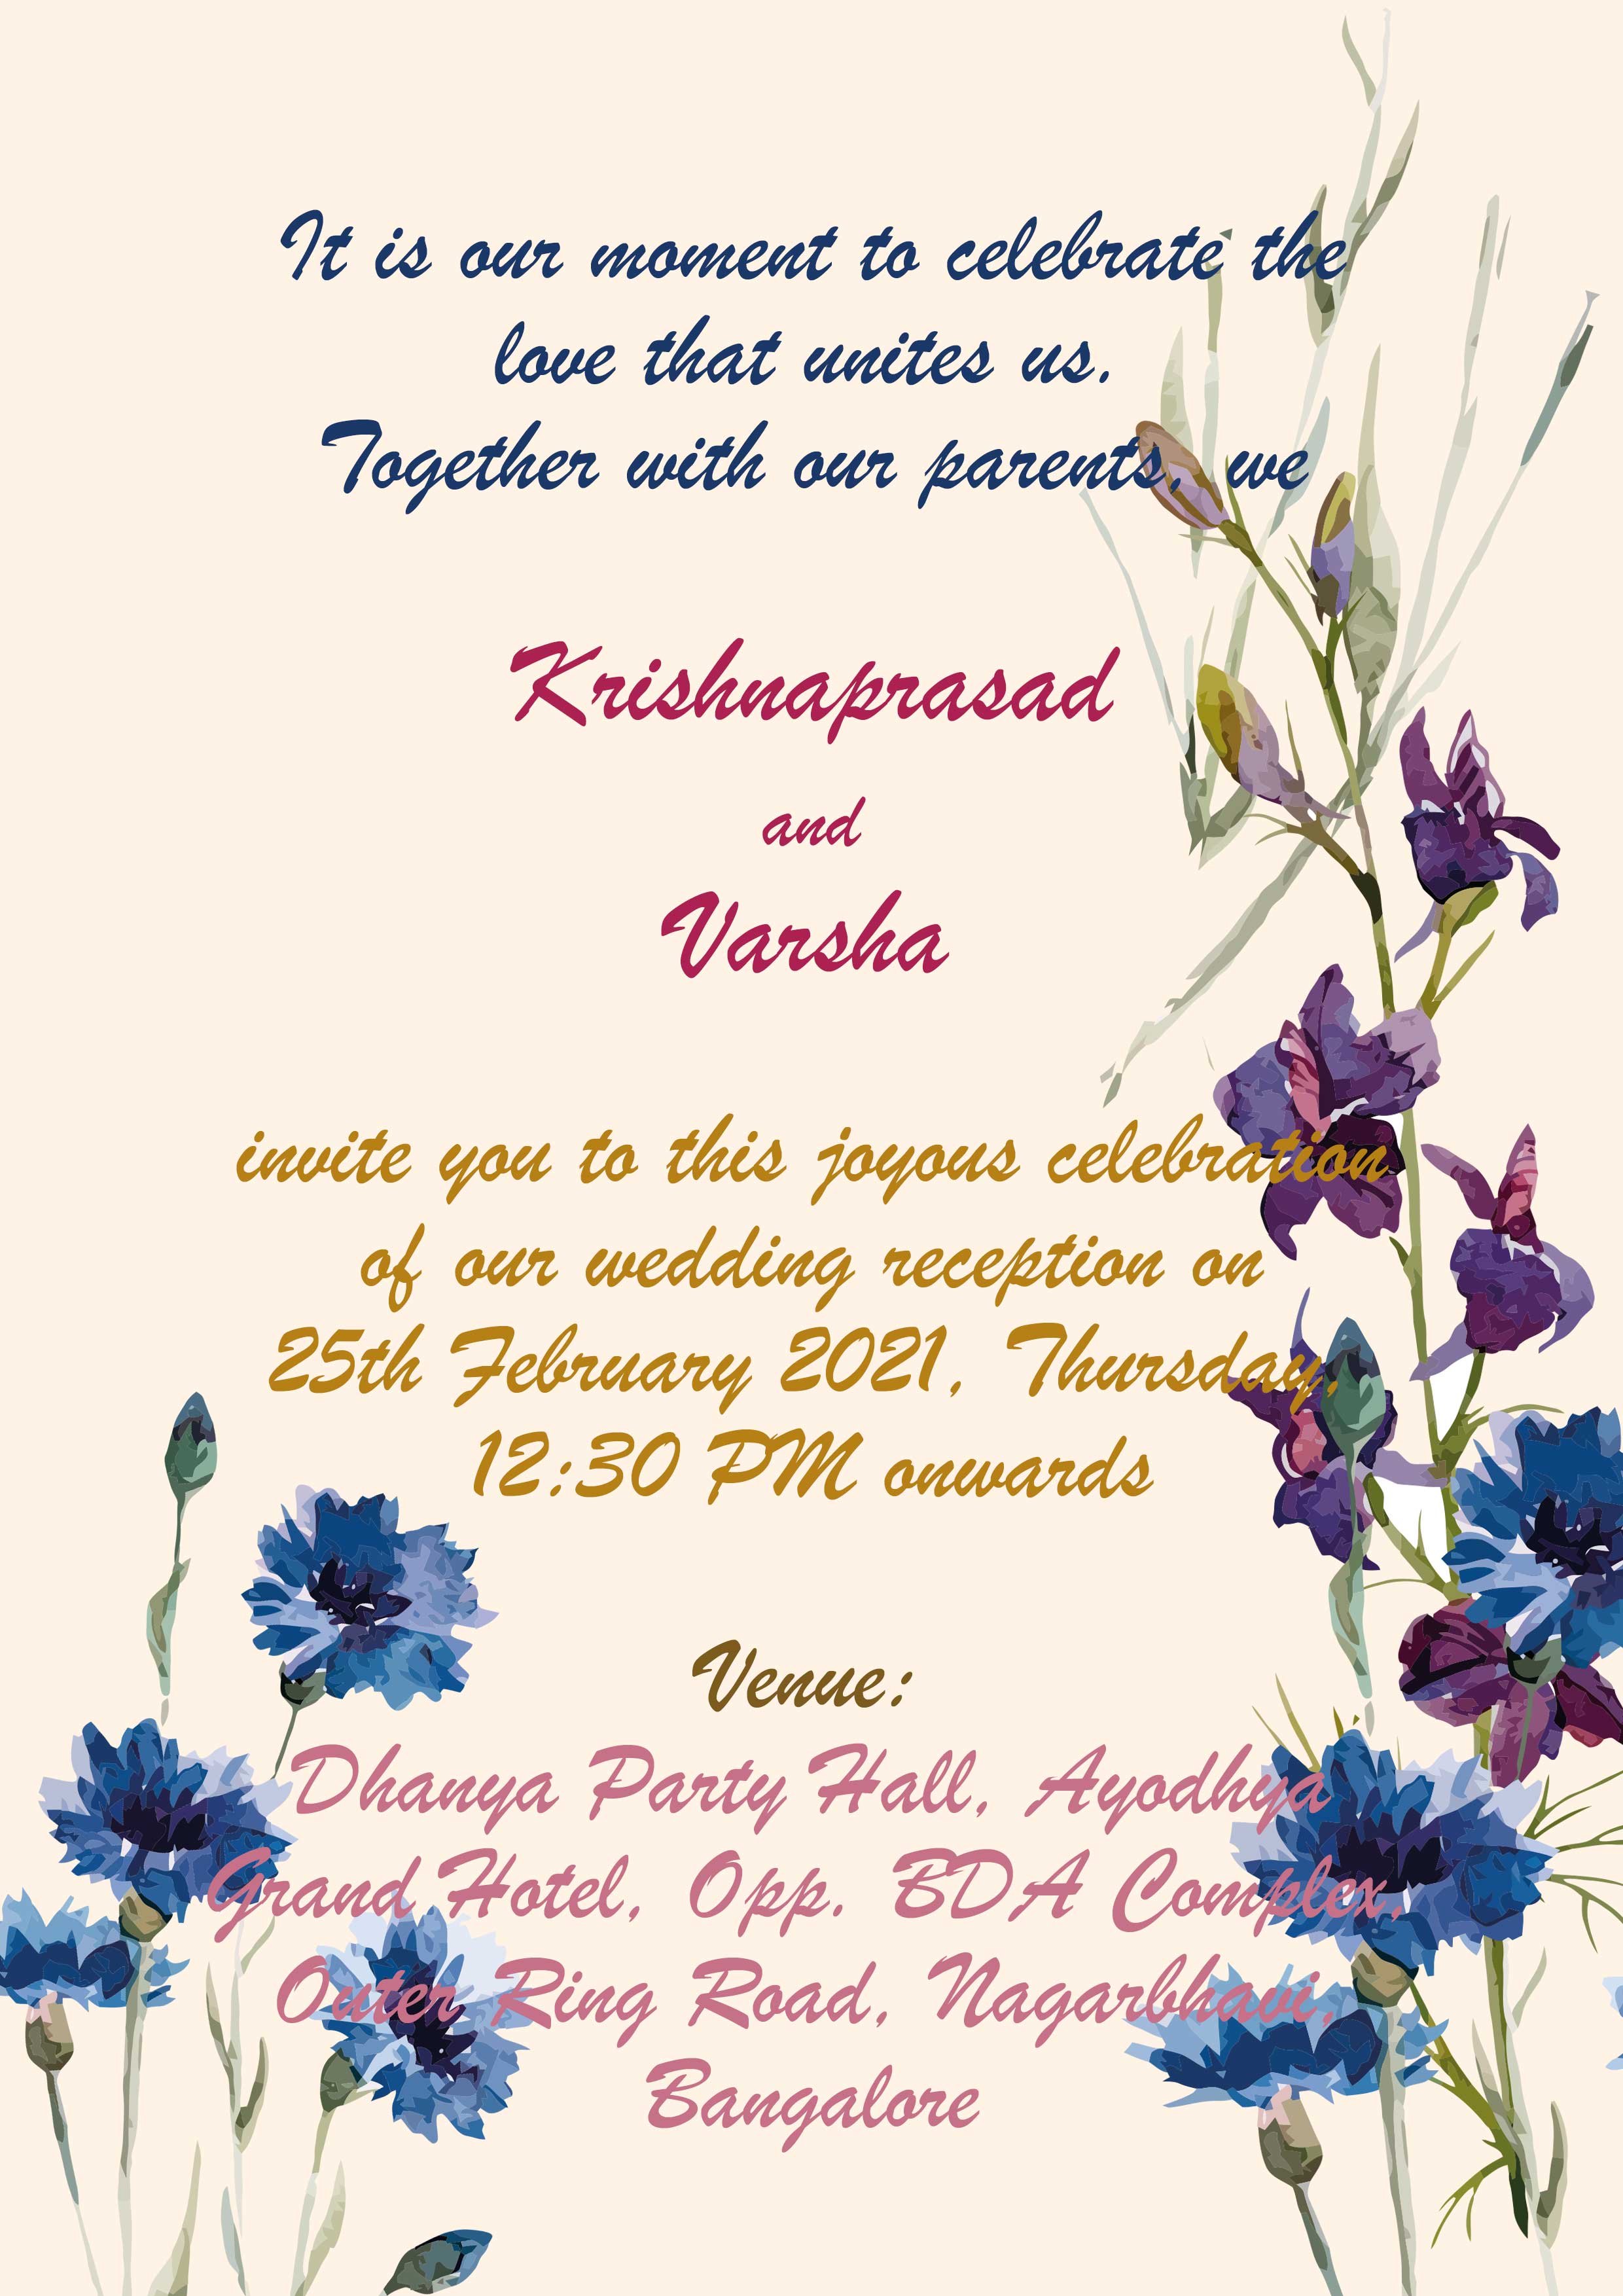 It is our moment to celebrate the
love that unites us.
Together with our parents, we
Krishnaprasad
and
Varsha
invite you to this joyous celebration
of our wedding reception on
25th February 2021, Thursday,
12:30 PM onwards
Venue:
Dhanya Party Hall, Ayodhya
Grand Hotel, Opp. BDA Complex,
Outer Ring Road, Nagarbhavi,
Bangalore